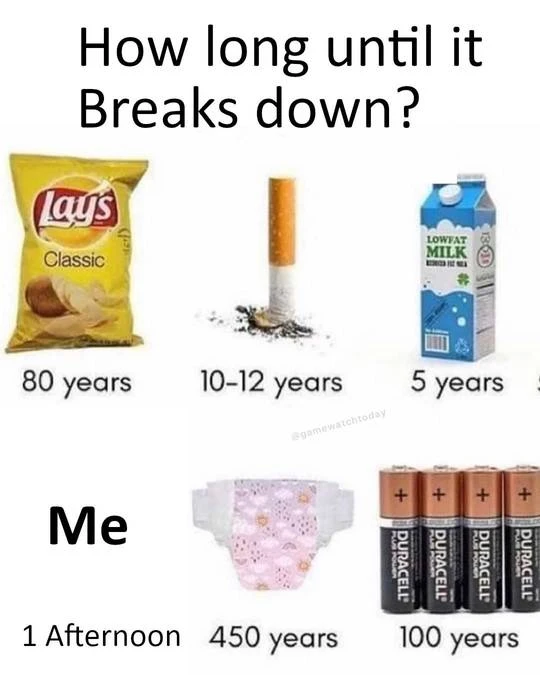 How long until it
Breaks down?
Lay's
Classic
LOWFAT
MILK
80 years
10-12 years
5 years
@gamewatchtoday
Me
+ + + +
DURACELL DURACELL DURACELL DURACELL
1 Afternoon
450 years
100 years